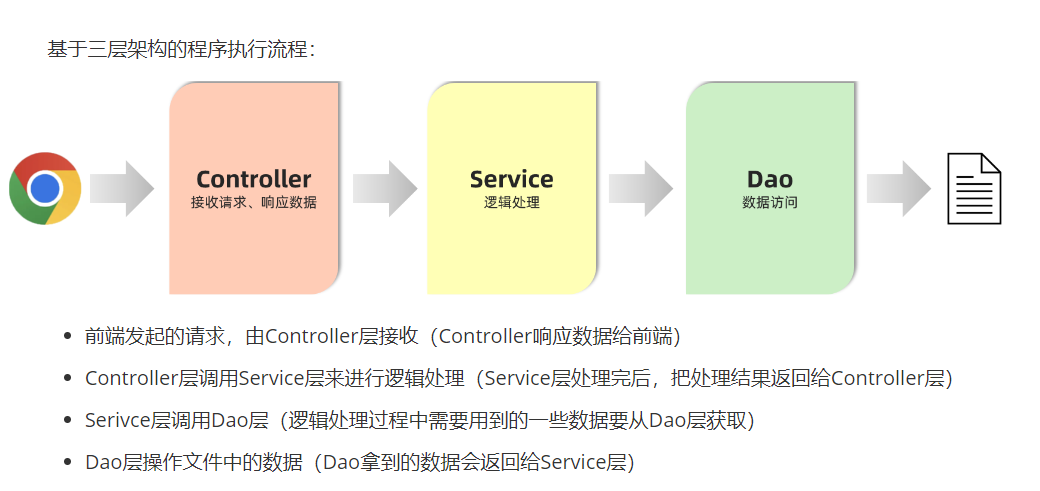 基于三层架构的程序执行流程：
Controller
接收请求、响应数据
Service
逻辑处理
Dao
数据访问
前端发起的请求，由Controller层接收（Controller响应数据给前端）
Controller层调用Service层来进行逻辑处理（Service层处理完后，把处理结果返回给Controller层）
Serivce层调用Dao层（逻辑处理过程中需要用到的一些数据要从Dao层获取）
Dao层操作文件中的数据（Dao拿到的数据会返回给Service层）